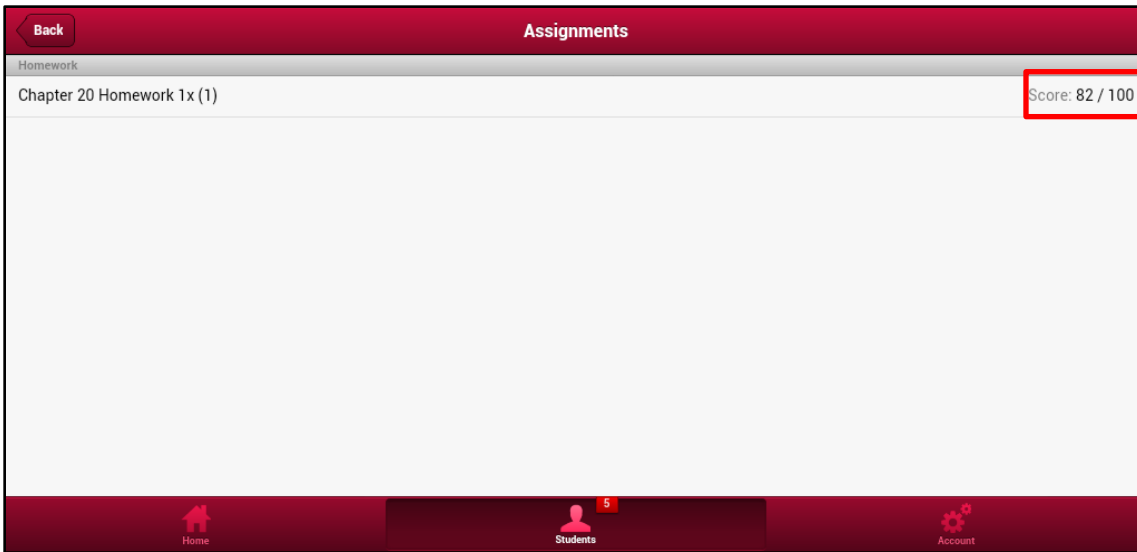 Back
Assignments
Homework
Chapter 20 Homework 1x (1)
Score: 82 / 100
5
Home
Students
Account